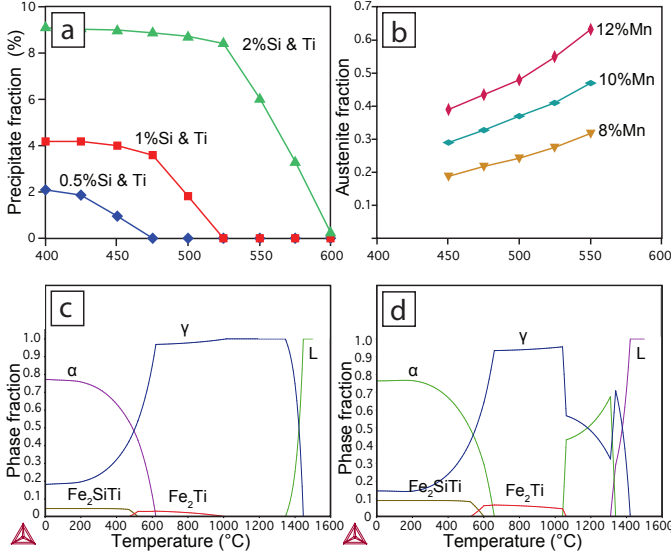 a
Precipitate fraction (%)
12
8
4
0
400 450 500 550 600
2%Si & Ti
1%Si & Ti
0.5%Si & Ti
b
Austenite fraction
0.7
0.6
0.5
0.4
0.3
0.2
0.1
400 450 500 550 600
12%Mn
10%Mn
8%Mn
c
Phase fraction
1.0
0.9
0.8
0.7
0.6
0.5
0.4
0.3
0.2
0.1
0
0 200 400 600 800 1000 1200 1400 1600
Temperature (°C)
α
γ
L
Fe₂SiTi
Fe₂Ti
d
Phase fraction
1.0
0.9
0.8
0.7
0.6
0.5
0.4
0.3
0.2
0.1
0
0 200 400 600 800 1000 1200 1400 1600
Temperature (°C)
α
γ
L
Fe₂SiTi
Fe₂Ti